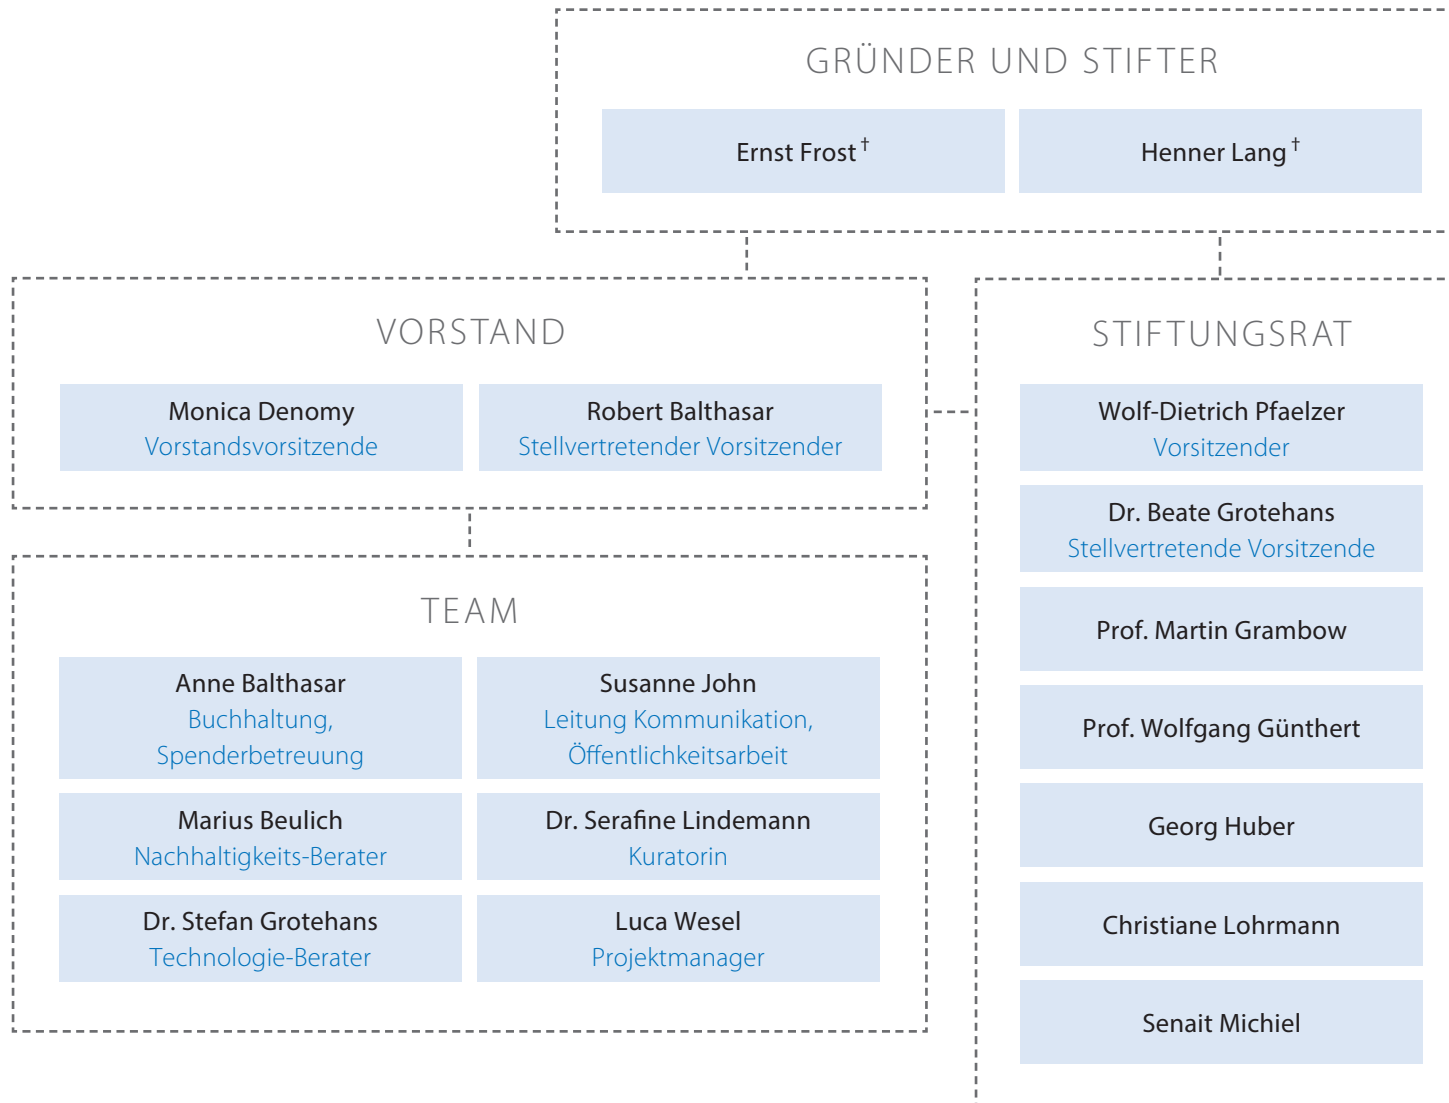 GRÜNDER UND STIFTER
Ernst Frost †
Henner Lang †
VORSTAND
Monica Denomy
Vorstandsvorsitzende
Robert Balthasar
Stellvertretender Vorsitzender
STIFTUNGSRAT
Wolf-Dietrich Pfaelzer
Vorsitzender
Dr. Beate Grotehans
Stellvertretende Vorsitzende
Prof. Martin Grambow
Prof. Wolfgang Günthert
Georg Huber
Christiane Lohrmann
Senait Michiel
TEAM
Anne Balthasar
Buchhaltung,
Spenderbetreuung
Susanne John
Leitung Kommunikation,
Öffentlichkeitsarbeit
Marius Beulich
Nachhaltigkeits-Berater
Dr. Serafine Lindemann
Kuratorin
Dr. Stefan Grotehans
Technologie-Berater
Luca Wesel
Projektmanager